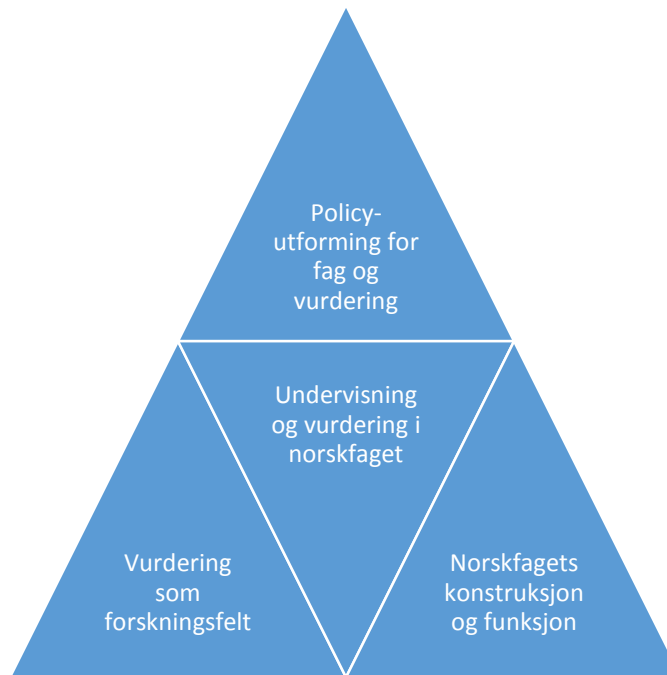 Policy-
utforming for
fag og
vurdering
Undervisning
og vurdering i
norskfaget
Vurdering
som
forskningsfelt
Norskfagets
konstruksjon
og funksjon